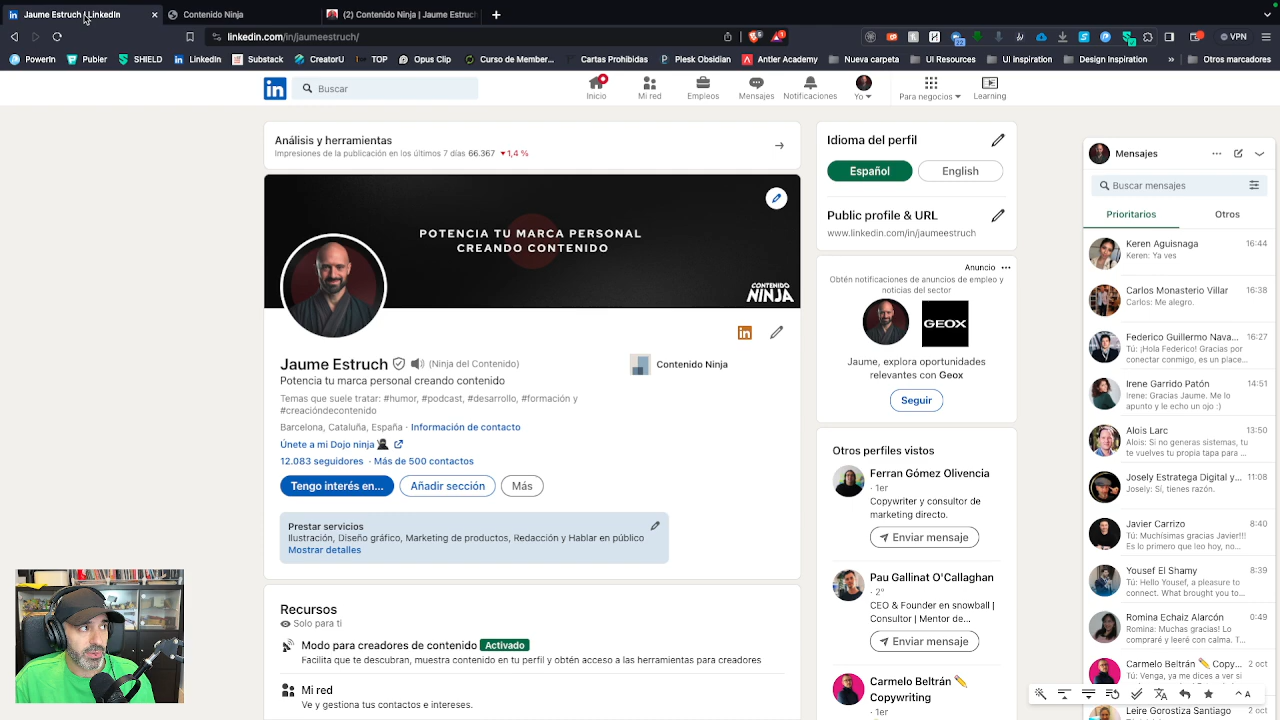 Jaume Estruch | LinkedIn
Contenido Ninja
(2) Contenido Ninja | Jaume Estruch
linkedin.com/in/jaumeestruch/
VPN
PowerIn
Publer
SHIELD
LinkedIn
Substack
CreatorU
TOP
Opus Clip
Curso de Member...
Cartas Prohibidas
Plesk Obsidian
Antler Academy
Nueva carpeta
UI Resources
UI inspiration
Design Inspiration
Otros marcadores
Buscar
Inicio
Mi red
Empleos
Mensajes
Notificaciones
Yo
Para negocios
Learning
Análisis y herramientas
Impresiones de la publicación en los últimos 7 días 66.367 ▾1,4 %
POTENCIA TU MARCA PERSONAL
CREANDO CONTENIDO
CONTENIDO
NINJA
Jaume Estruch (Ninja del Contenido)
Contenido Ninja
Potencia tu marca personal creando contenido
Temas que suele tratar: #humor, #podcast, #desarrollo, #formación y
#creacióndecontenido
Barcelona, Cataluña, España · Información de contacto
Únete a mi Dojo ninja
12.083 seguidores · Más de 500 contactos
Tengo interés en...
Añadir sección
Más
Prestar servicios
Ilustración, Diseño gráfico, Marketing de productos, Redacción y Hablar en público
Mostrar detalles
Recursos
Solo para ti
Modo para creadores de contenido Activado
Facilita que te descubran, muestra contenido en tu perfil y obtén acceso a las herramientas para creadores
Mi red
Ve y gestiona tus contactos e intereses.
Idioma del perfil
Español
English
Public profile & URL
www.linkedin.com/in/jaumeestruch
Anuncio
Obtén notificaciones de anuncios de empleo y
noticias del sector
GEOX
Jaume, explora oportunidades
relevantes con Geox
Seguir
Otros perfiles vistos
Ferran Gómez Olivencia
· 1er
Copywriter y consultor de
marketing directo.
Enviar mensaje
Pau Gallinat O'Callaghan
· 2°
CEO & Founder en snowball |
Consultor | Mentor de...
Enviar mensaje
Carmelo Beltrán ✏️
Copywriting
· 1er
Mensajes
Buscar mensajes
Prioritarios
Otros
Keren Aguisnaga 16:44
Keren: Ya ves
Carlos Monasterio Villar 16:38
Carlos: Me alegro.
Federico Guillermo Nava... 16:27
Tú: ¡Hola Federico! Gracias por
conectar conmigo, es un place...
Irene Garrido Patón 14:51
Irene: Gracias Jaume. Me lo
apunto y le echo un ojo :)
Alois Larc 13:50
Alois: Si no generas sistemas, tu
te vuelves tu propia tapa para ...
Josely Estratega Digital y... 11:08
Josely: Sí, tienes razón.
Javier Carrizo 8:40
Tú: Muchísimas gracias Javier!!!
Es lo primero que leo hoy, no...
Yousef El Shamy 8:39
Tú: Hello Yousef, a pleasure to
connect. What brought you to...
Romina Echaiz Alarcón 0:49
Romina: Muchas gracias! Lo
compraré y leeré con calma. T...
Carmelo Beltrán ✏️ Copy... 2 oct
Tú: Venga, ya me dices a ver si
Leire Gorostiza Santiago 2 oct
A